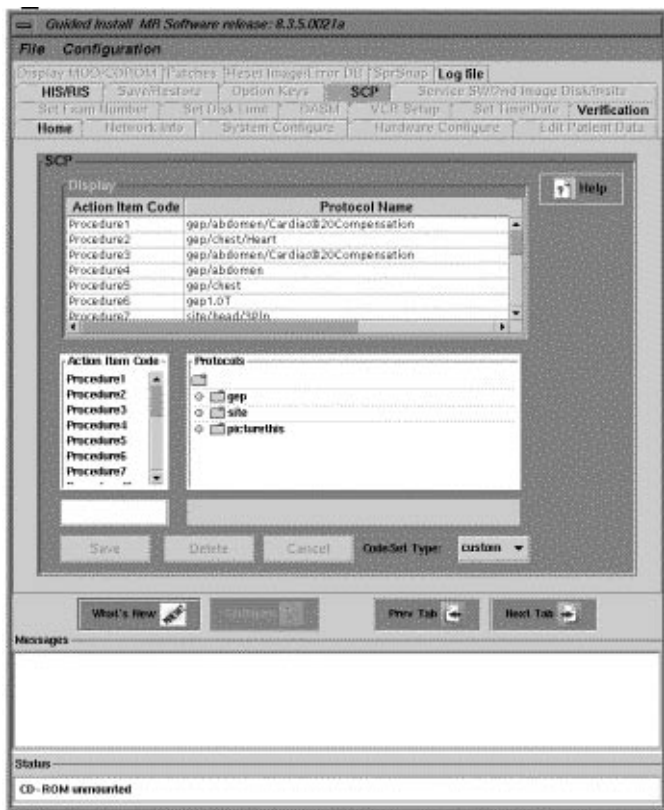 Guided Install MR Software release: 8.3.5.0021a
File Configuration
Display MOD/CDROM Patches Reset Image/Error DB SprSnap Log file
HIS/RIS Save/Restore Option Keys SCP Service SW/2nd Image Disk/Insite
Set Exam Number Set Disk Limit DASM VCR Setup Set Time/Date Verification
Home Network Info System Configure Hardware Configure Edit Patient Data
SCP
Display
Help
Action Item Code Protocol Name
Procedure1 gep/abdomen/Cardiac%20Compensation
Procedure2 gep/chest/Heart
Procedure3 gep/abdomen/Cardiac%20Compensation
Procedure4 gep/abdomen
Procedure5 gep/chest
Procedure6 gep1.0T
Procedure7 site/head/3Pln
Action Item Code Protocols
Procedure1
Procedure2 gep
Procedure3 site
Procedure4 picturethis
Procedure5
Procedure6
Procedure7
Save Delete Cancel CodeSet Type: custom
What's New NEW Prev Tab Next Tab
Messages
Status
CD-ROM unmounted